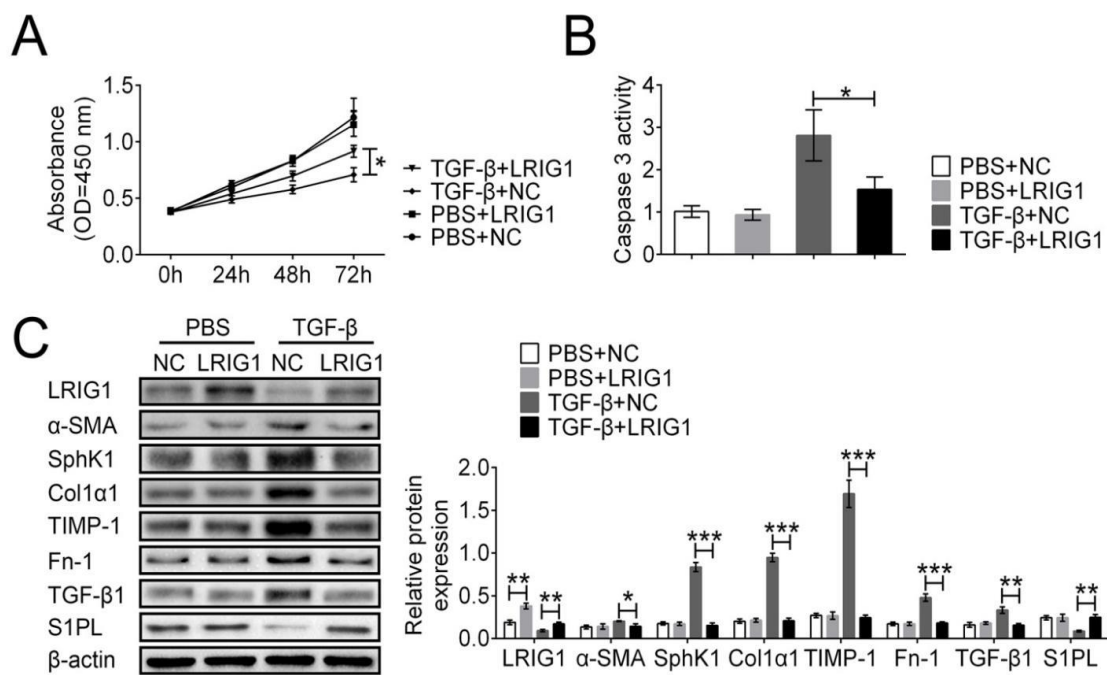 A
Absorbance
(OD=450 nm)
1.5
1.0
0.5
0.0
0h 24h 48h 72h
*
TGF-β+LRIG1
TGF-β+NC
PBS+LRIG1
PBS+NC
B
Caspase 3 activity
4
3
2
1
0
*
PBS+NC
PBS+LRIG1
TGF-β+NC
TGF-β+LRIG1
C
PBS TGF-β
NC LRIG1 NC LRIG1
LRIG1
α-SMA
SphK1
Col1α1
TIMP-1
Fn-1
TGF-β1
S1PL
β-actin
PBS+NC
PBS+LRIG1
TGF-β+NC
TGF-β+LRIG1
Relative protein
expression
2.0
1.5
1.0
0.5
0.0
** ** * *** *** *** *** ** **
LRIG1 α-SMA SphK1 Col1α1 TIMP-1 Fn-1 TGF-β1 S1PL